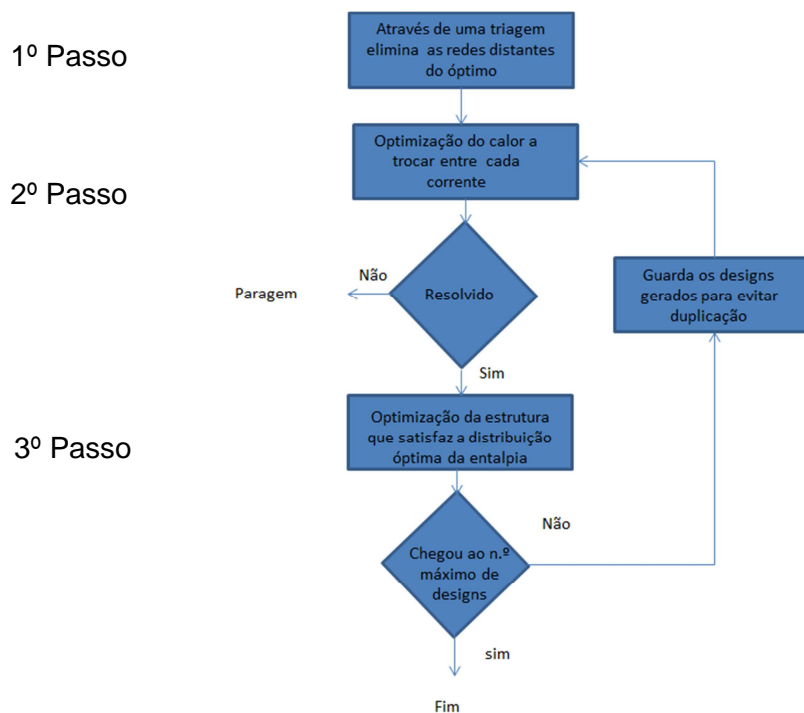 1º Passo
Através de uma triagem
elimina as redes distantes
do óptimo
2º Passo
Optimização do calor a
trocar entre cada
corrente
Não
Paragem
Resolvido
Guarda os designs
gerados para evitar
duplicação
Sim
3º Passo
Optimização da estrutura
que satisfaz a distribuição
óptima da entalpia
Não
Chegou ao n.º
máximo de
designs
sim
Fim